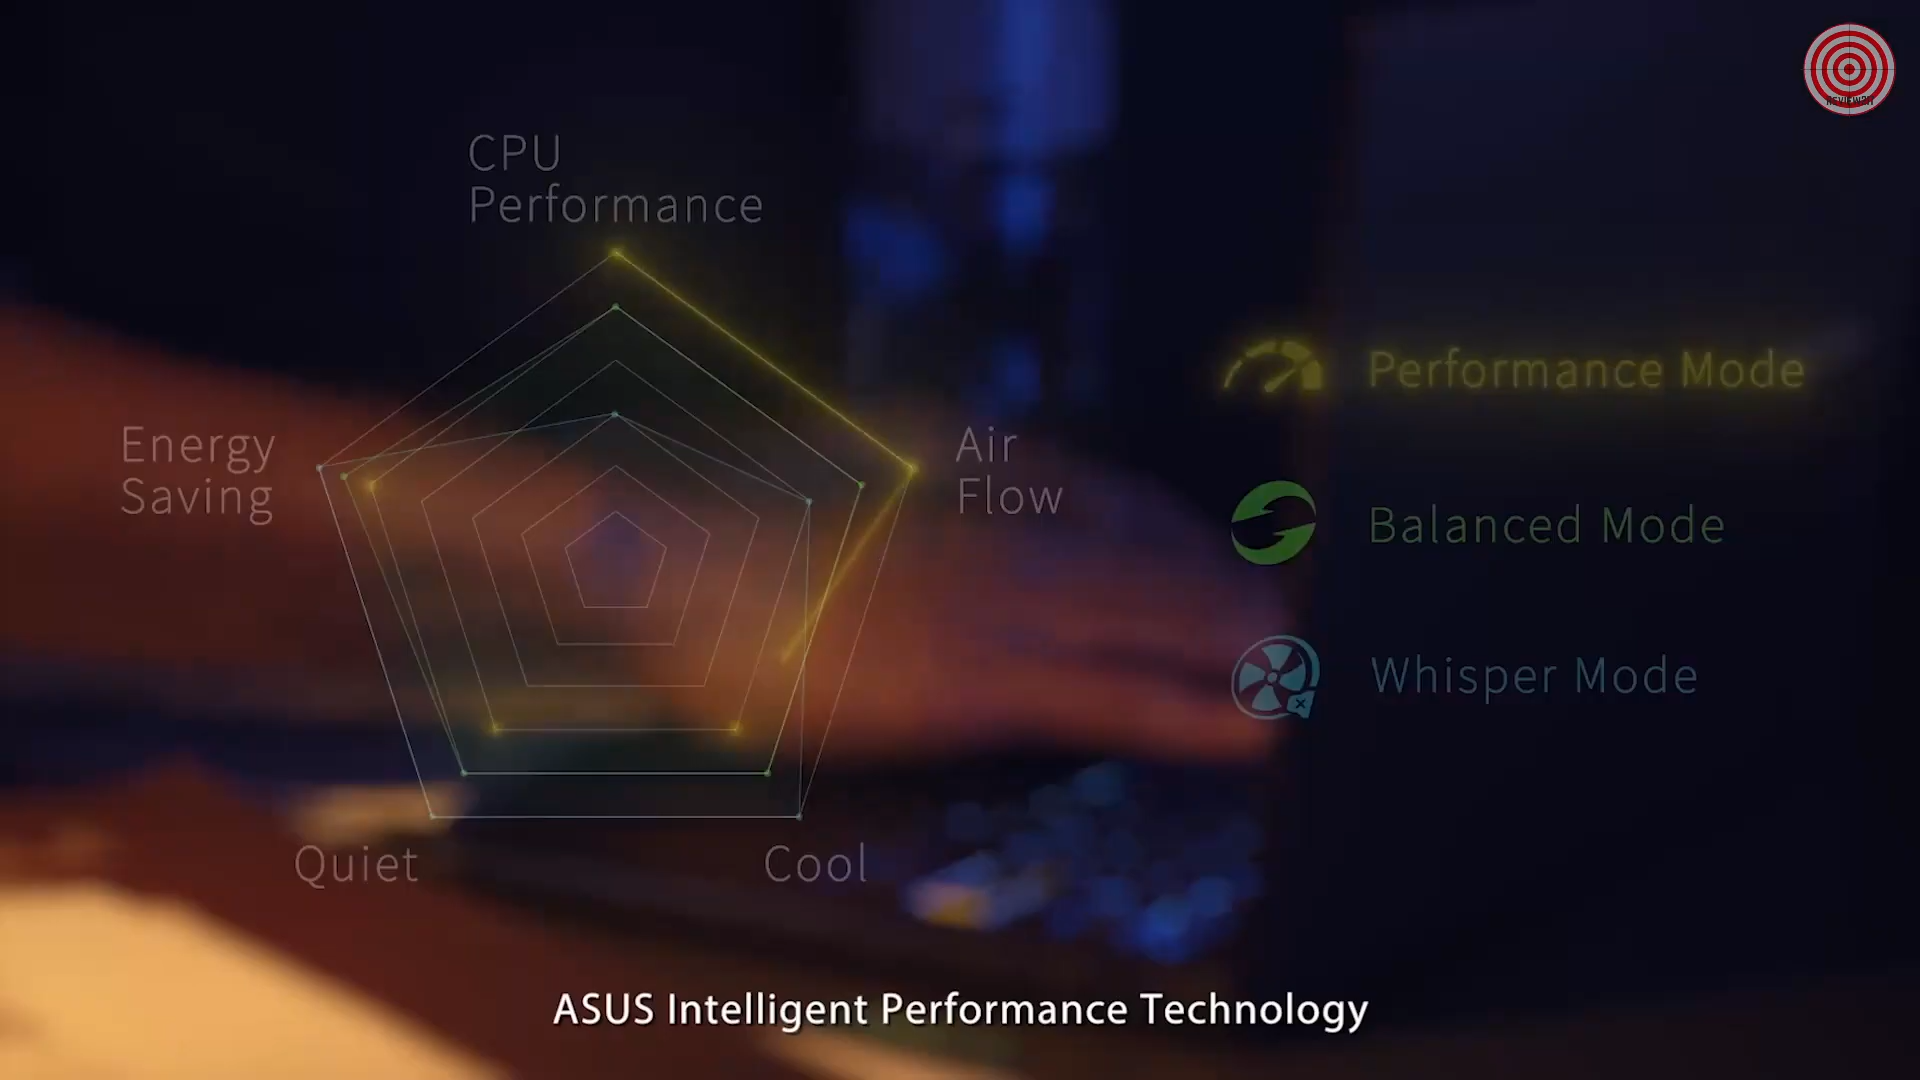 CPU
Performance
Energy
Saving
Air
Flow
Quiet
Cool
Performance Mode
Balanced Mode
Whisper Mode
ASUS Intelligent Performance Technology